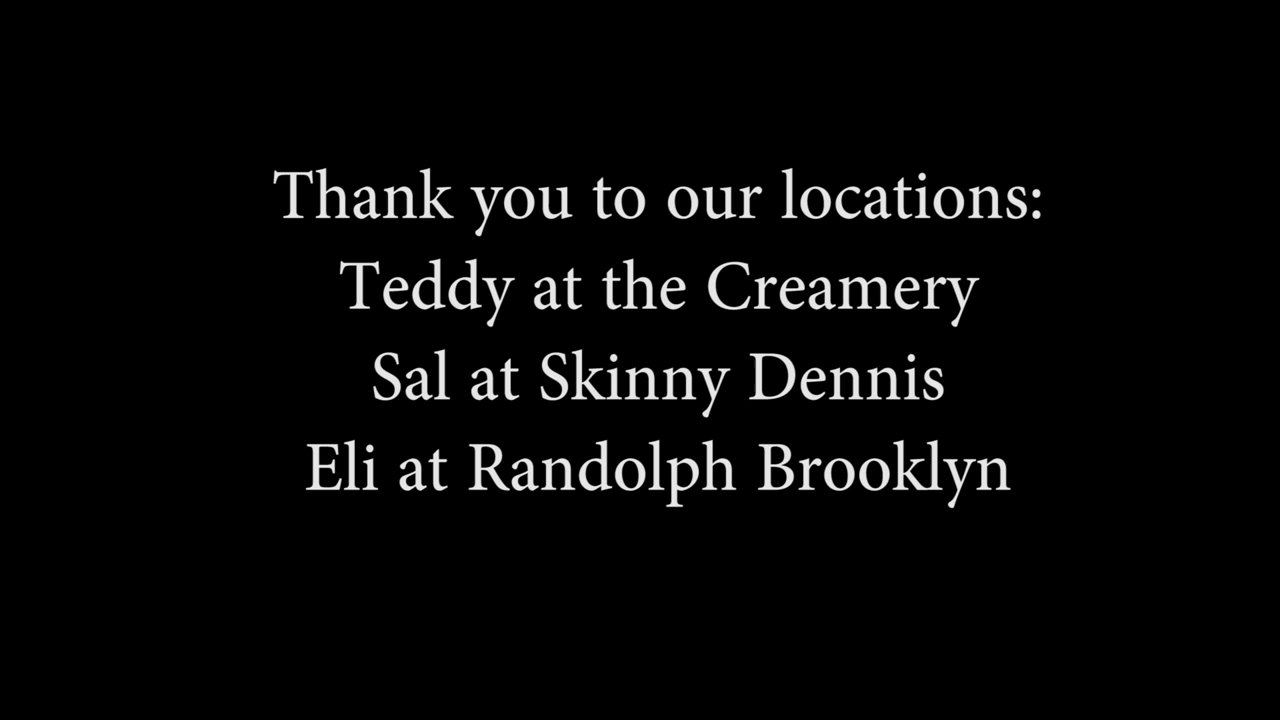 Thank you to our locations:
Teddy at the Creamery
Sal at Skinny Dennis
Eli at Randolph Brooklyn